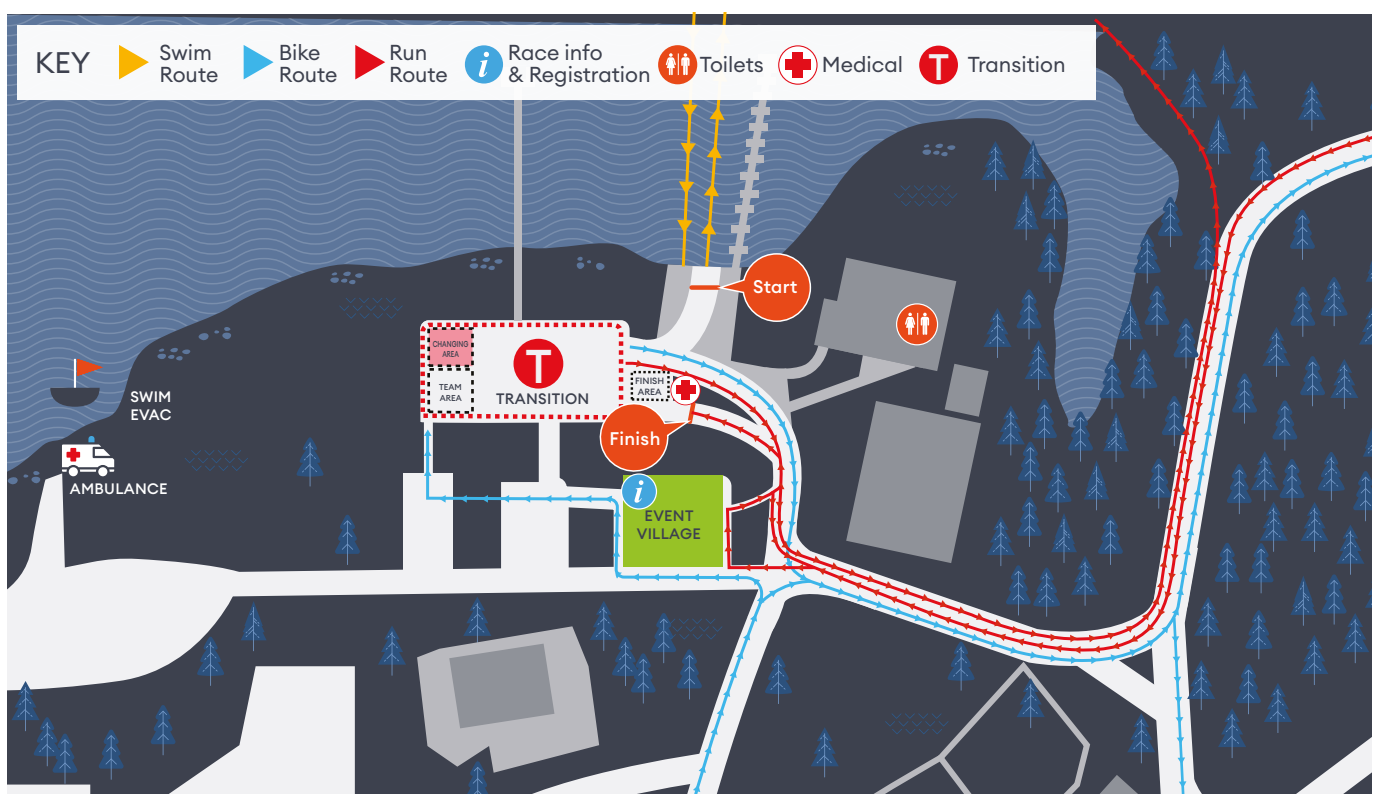 KEY
Swim
Route
Bike
Route
Run
Route
i
Race info
& Registration
Toilets
Medical
T
Transition
Start
CHANGING
AREA
TEAM
AREA
T
TRANSITION
FINISH
AREA
Finish
SWIM
EVAC
AMBULANCE
i
EVENT
VILLAGE